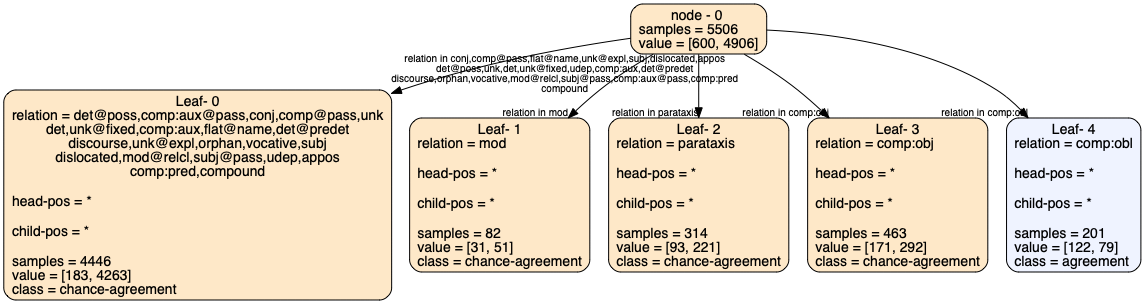 node - 0
samples = 5506
value = [600, 4906]
relation in conj,comp@pass,flat@name,unk@expl,subj,dislocated,appos
det@poss,unk,det,unk@fixed,udep,comp:aux,det@predet
discourse,orphan,vocative,mod@relcl,subj@pass,comp:aux@pass,comp:pred
compound
relation in mod
relation in parataxis
relation in comp:obj
relation in comp:obl
Leaf- 0
relation = det@poss,comp:aux@pass,conj,comp@pass,unk
det,unk@fixed,comp:aux,flat@name,det@predet
discourse,unk@expl,orphan,vocative,subj
dislocated,mod@relcl,subj@pass,udep,appos
comp:pred,compound
head-pos = *
child-pos = *
samples = 4446
value = [183, 4263]
class = chance-agreement
Leaf- 1
relation = mod
head-pos = *
child-pos = *
samples = 82
value = [31, 51]
class = chance-agreement
Leaf- 2
relation = parataxis
head-pos = *
child-pos = *
samples = 314
value = [93, 221]
class = chance-agreement
Leaf- 3
relation = comp:obj
head-pos = *
child-pos = *
samples = 463
value = [171, 292]
class = chance-agreement
Leaf- 4
relation = comp:obl
head-pos = *
child-pos = *
samples = 201
value = [122, 79]
class = agreement